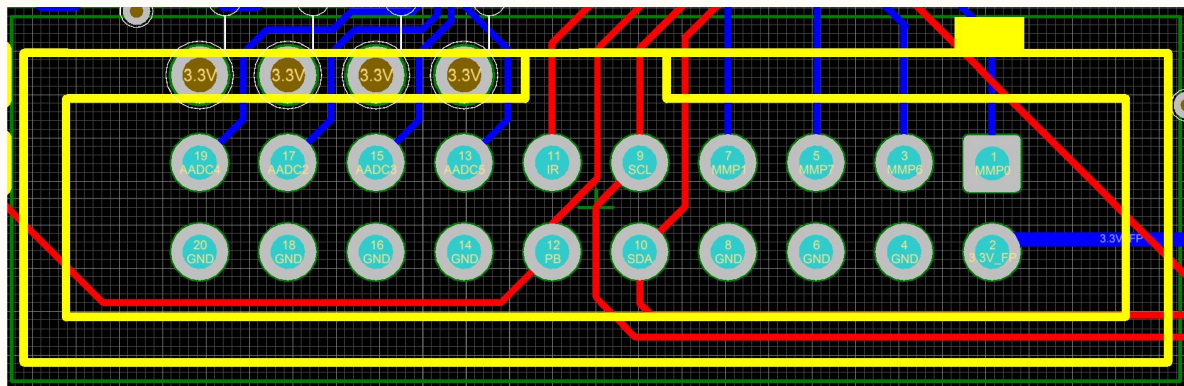 3.3V 3.3V 3.3V 3.3V
19 17 15 13 11 9 7 5 3 1
AADC4 AADC2 AADC3 AADC5 IR SCL MMP1 MMP7 MMP6 MMP0
3.3V_FP
20 18 16 14 12 10 8 6 4 2
GND GND GND GND PB SDA GND GND GND 3.3V_FP